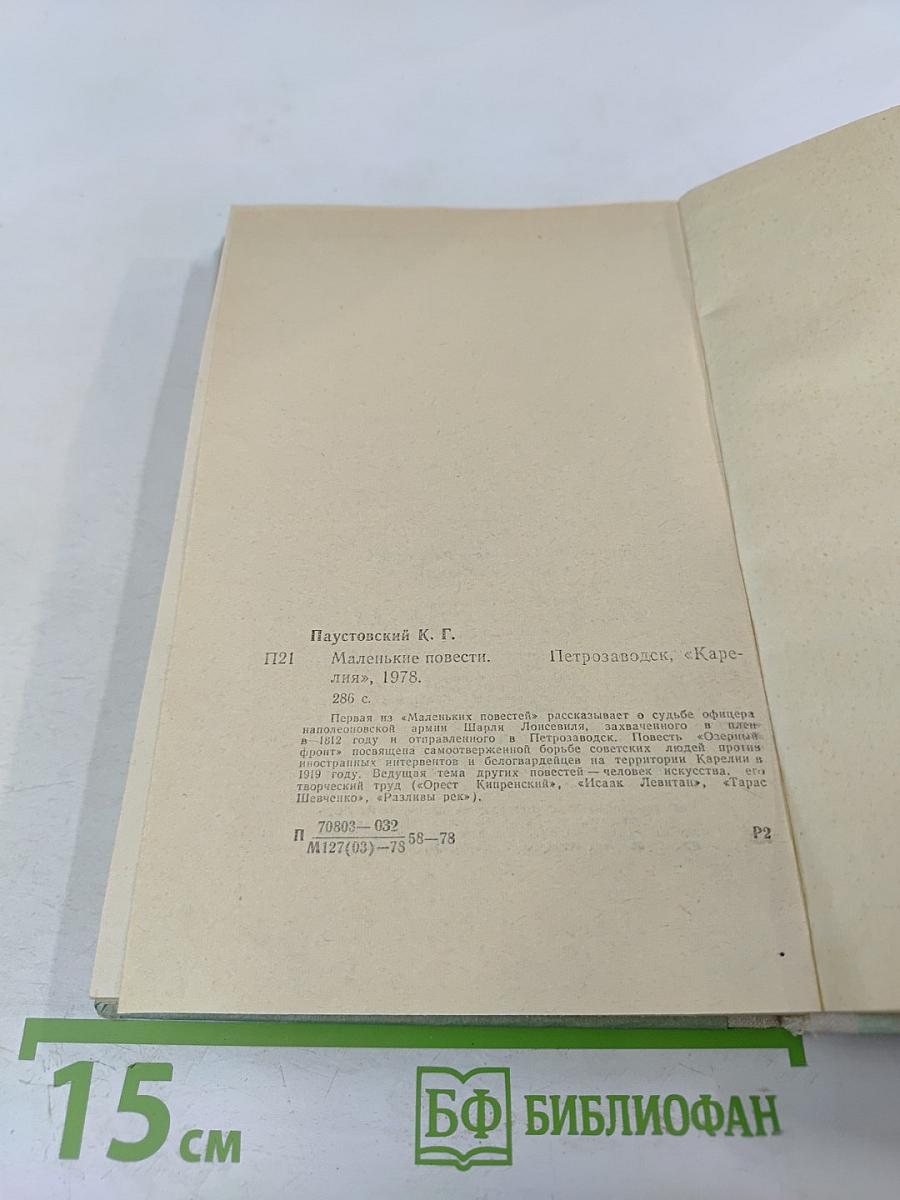 Паустовский К. Г.
П21 Маленькие повести. Петрозаводск, «Каре-
лия», 1978.
286 с.
Первая из «Маленьких повестей» рассказывает о судьбе офицера
наполеоновской армии Шарля Лонсевиля, захваченного в плен
в 1812 году и отправленного в Петрозаводск. Повесть «Озерный
фронт» посвящена самоотверженной борьбе советских людей против
иностранных интервентов и белогвардейцев на территории Карелии в
1919 году. Ведущая тема других повестей — человек искусства, его
творческий труд («Орест Кипренский», «Исаак Левитан», «Тарас
Шевченко», «Разливы рек»).
П 70803—032
М127(03)—78 58—78 Р2
15 см
БФ БИБЛИОФАН